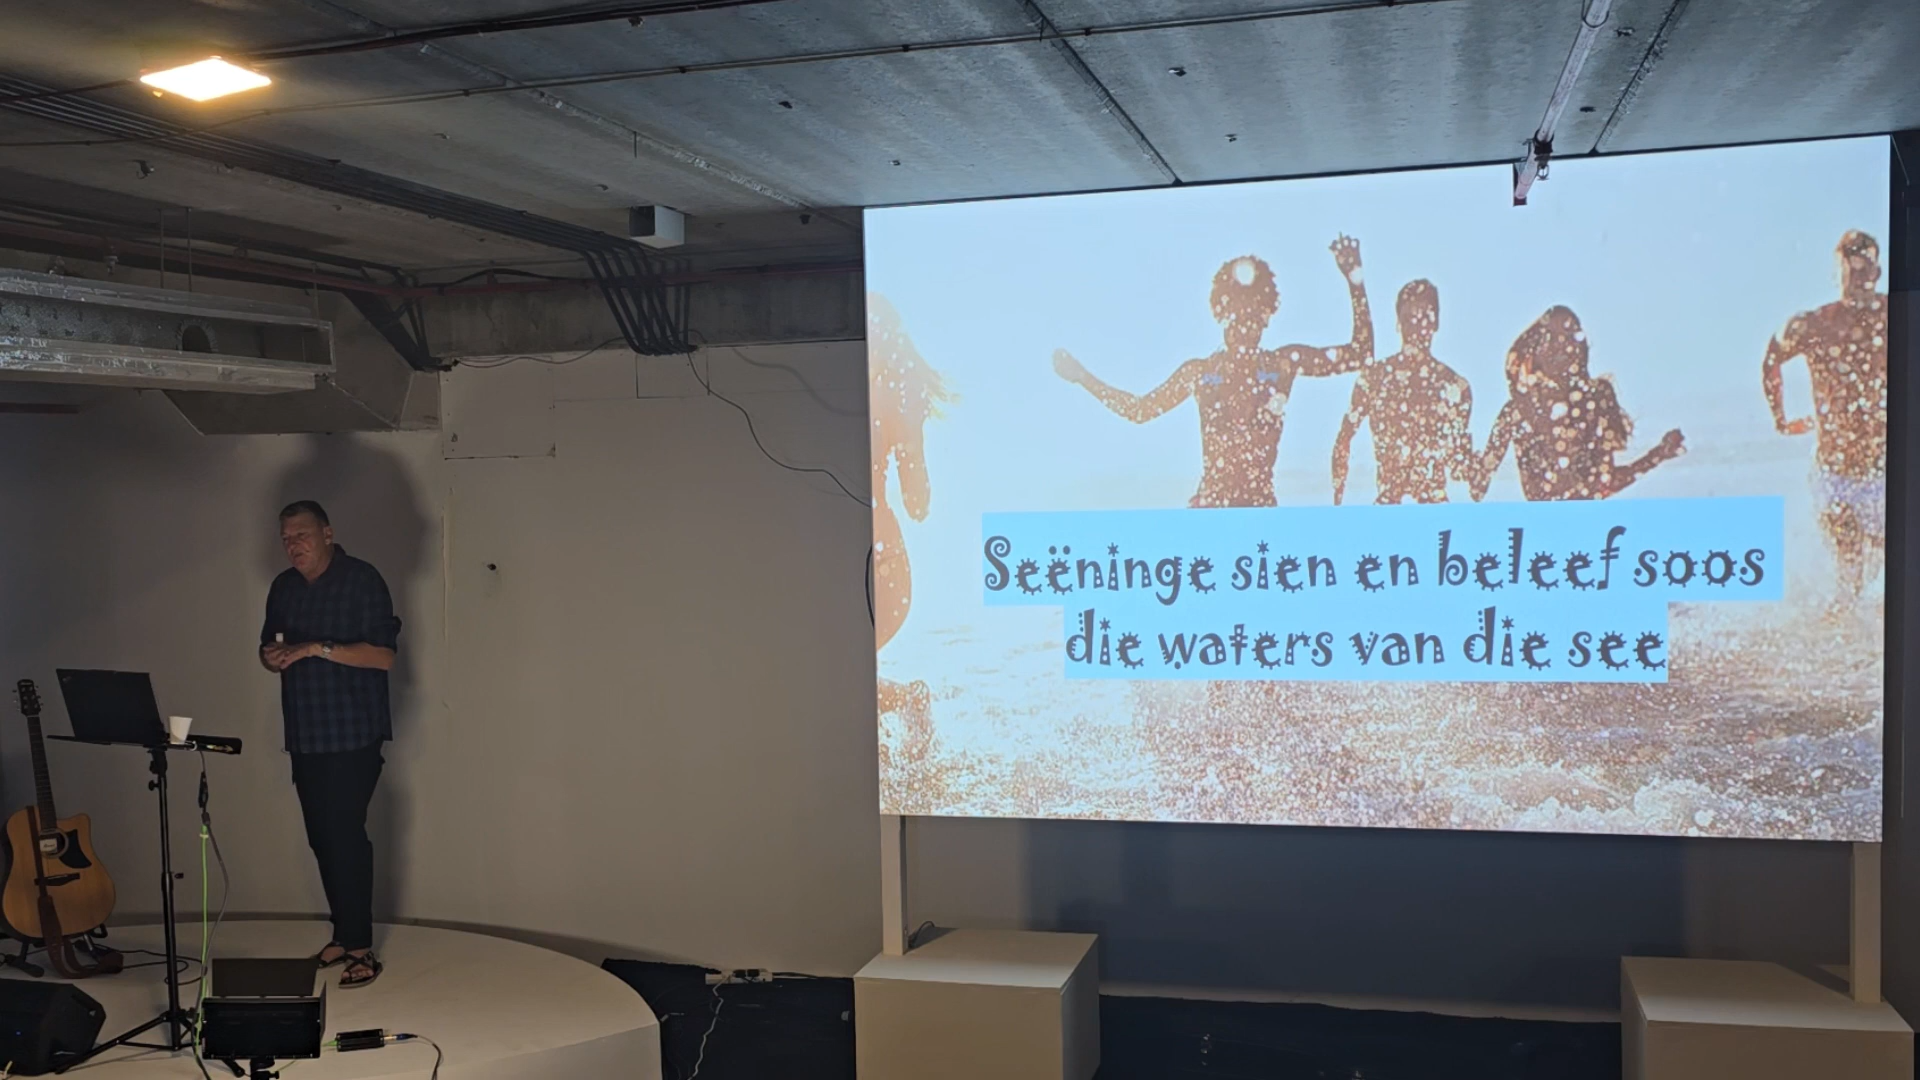 Seëninge sien en beleef soos
die waters van die see